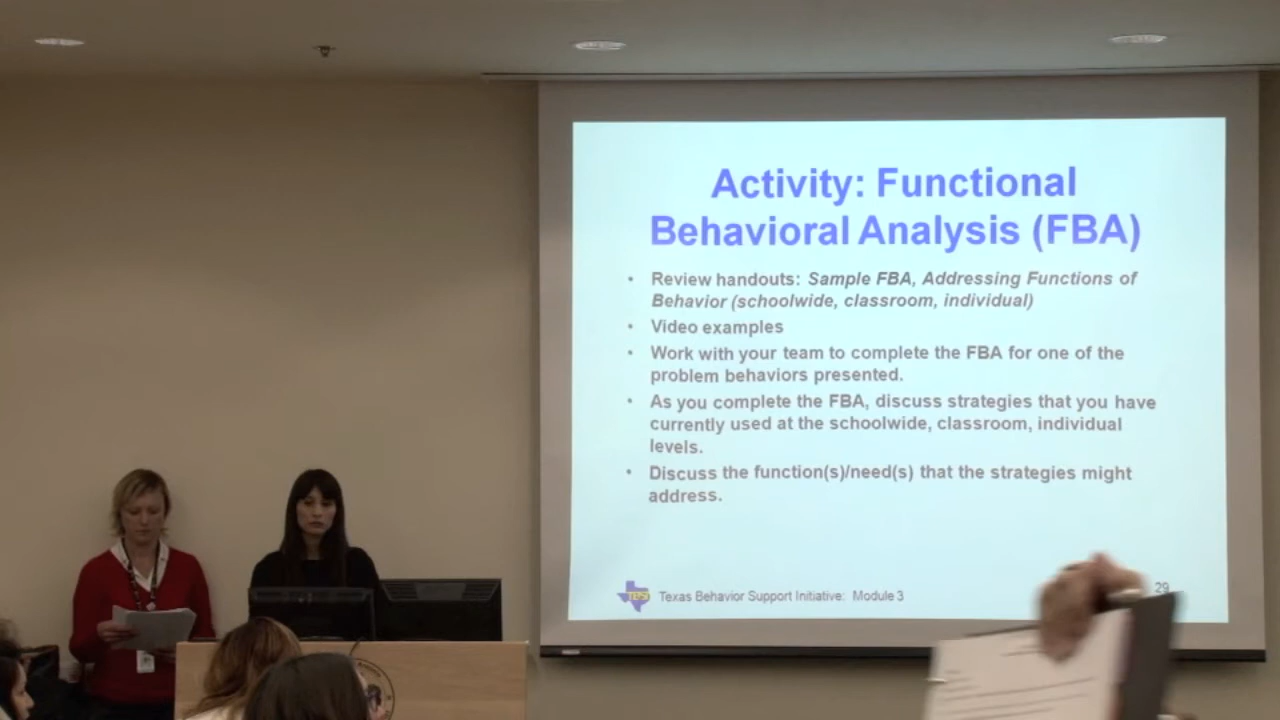 Activity: Functional
Behavioral Analysis (FBA)
• Review handouts: Sample FBA, Addressing Functions of
Behavior (schoolwide, classroom, individual)
• Video examples
• Work with your team to complete the FBA for one of the
problem behaviors presented.
• As you complete the FBA, discuss strategies that you have
currently used at the schoolwide, classroom, individual
levels.
• Discuss the function(s)/need(s) that the strategies might
address.
TBSI Texas Behavior Support Initiative: Module 3
29